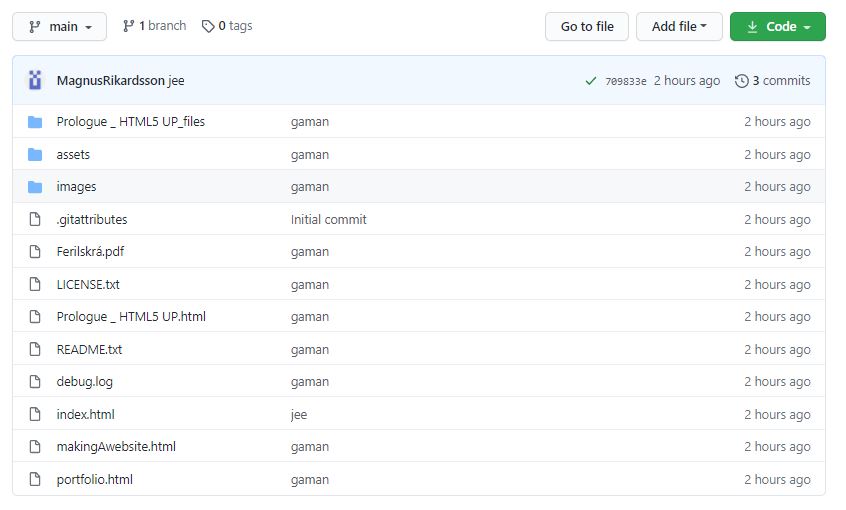 main 1 branch 0 tags Go to file Add file Code
MagnusRikardsson jee 709833e 2 hours ago 3 commits
Prologue _ HTML5 UP_files gaman 2 hours ago
assets gaman 2 hours ago
images gaman 2 hours ago
.gitattributes Initial commit 2 hours ago
Ferilskrá.pdf gaman 2 hours ago
LICENSE.txt gaman 2 hours ago
Prologue _ HTML5 UP.html gaman 2 hours ago
README.txt gaman 2 hours ago
debug.log gaman 2 hours ago
index.html jee 2 hours ago
makingAwebsite.html gaman 2 hours ago
portfolio.html gaman 2 hours ago